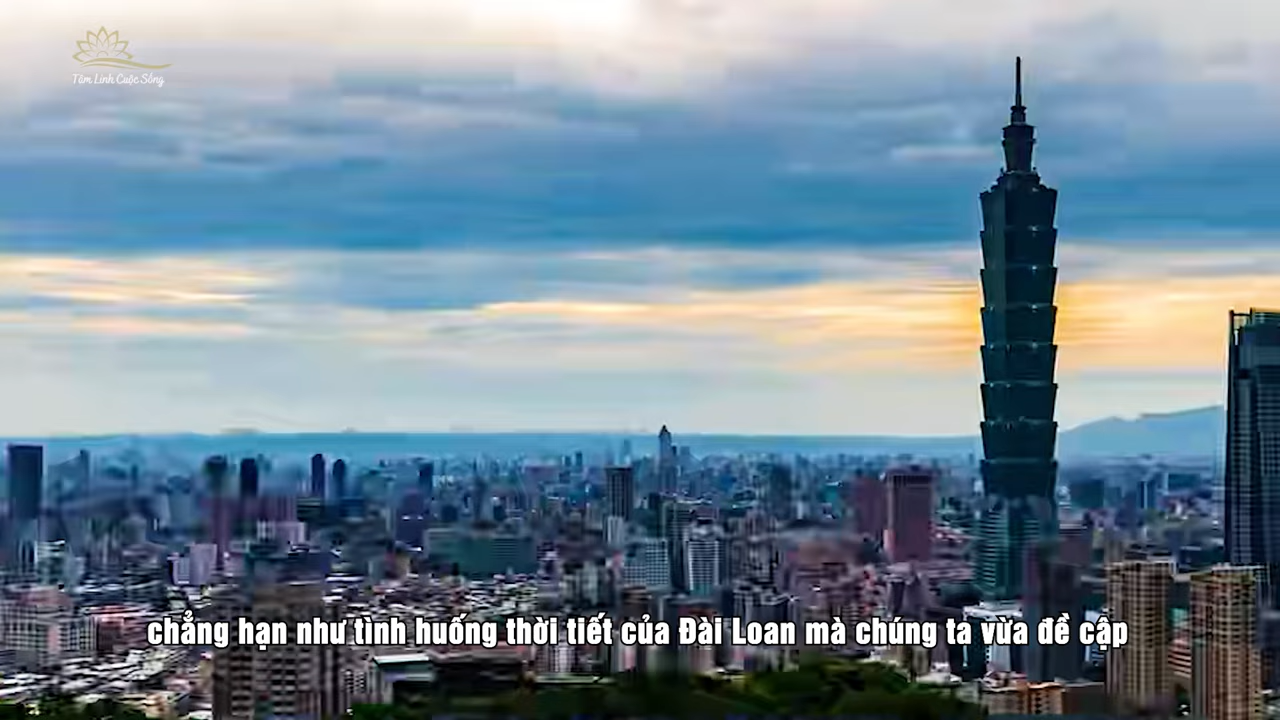 Tâm Linh Cuộc Sống
chẳng hạn như tình huống thời tiết của Đài Loan mà chúng ta vừa đề cập